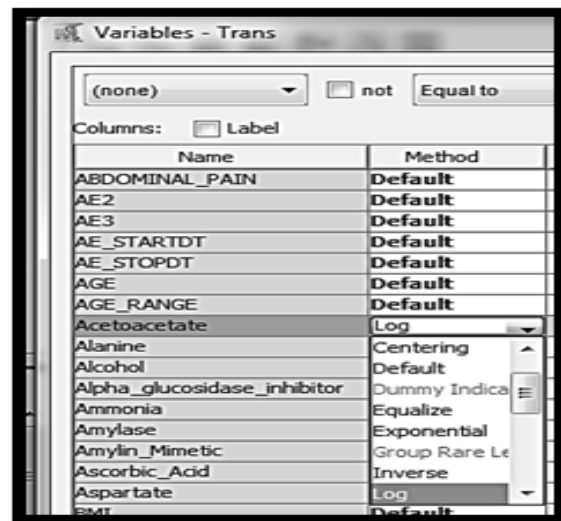 Variables - Trans
(none) not Equal to
Columns: Label
Name Method
ABDOMINAL_PAIN Default
AE2 Default
AE3 Default
AE_STARTDT Default
AE_STOPDT Default
AGE Default
AGE_RANGE Default
Acetoacetate Log
Alanine Centering
Alcohol Default
Alpha_glucosidase_inhibitor Dummy Indica
Ammonia Equalize
Amylase Exponential
Amylin_Mimetic Group Rare Le
Ascorbic_Acid Inverse
Aspartate Log
BMI Default